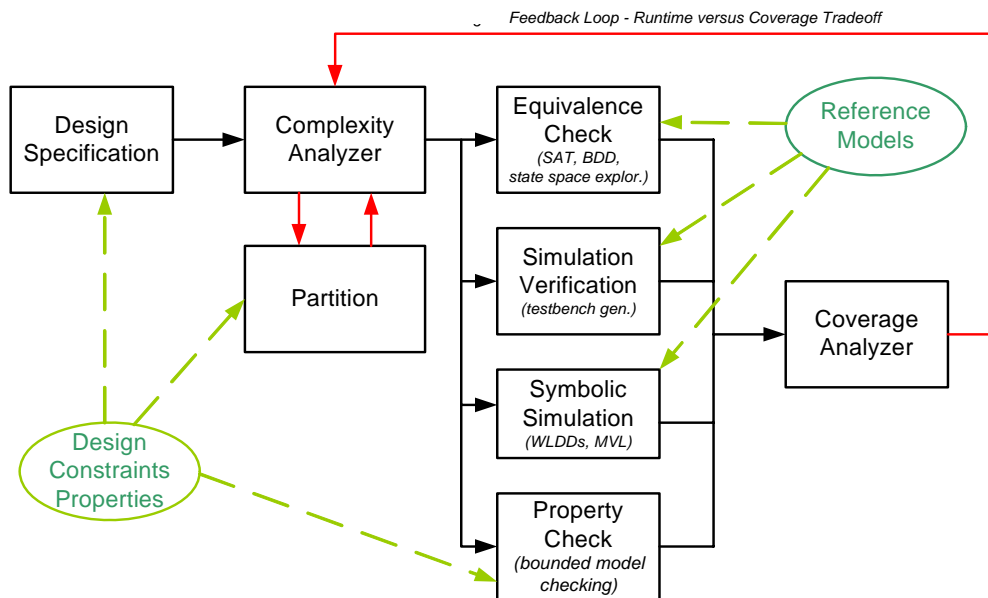 Feedback Loop - Runtime versus Coverage Tradeoff
Design
Specification
Complexity
Analyzer
Equivalence
Check
(SAT, BDD,
state space explor.)
Reference
Models
Partition
Simulation
Verification
(testbench gen.)
Coverage
Analyzer
Symbolic
Simulation
(WLDDs, MVL)
Design
Constraints
Properties
Property
Check
(bounded model
checking)